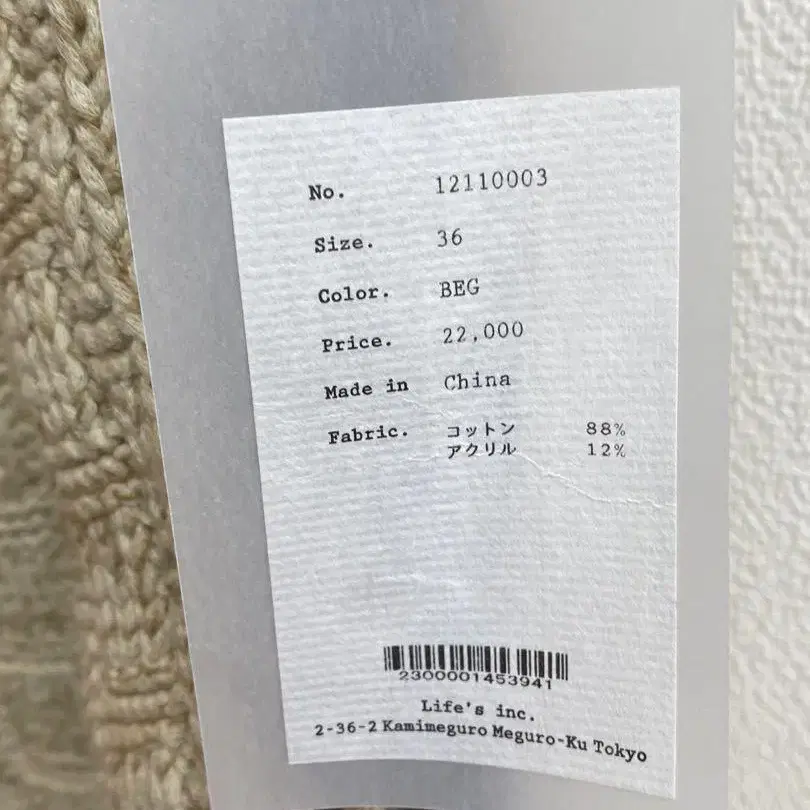 No. 12110003
Size. 36
Color. BEG
Price. 22,000
Made in China
Fabric. コットン 88%
アクリル 12%
2300001453941
Life's inc.
2-36-2 Kamimeguro Meguro-Ku Tokyo